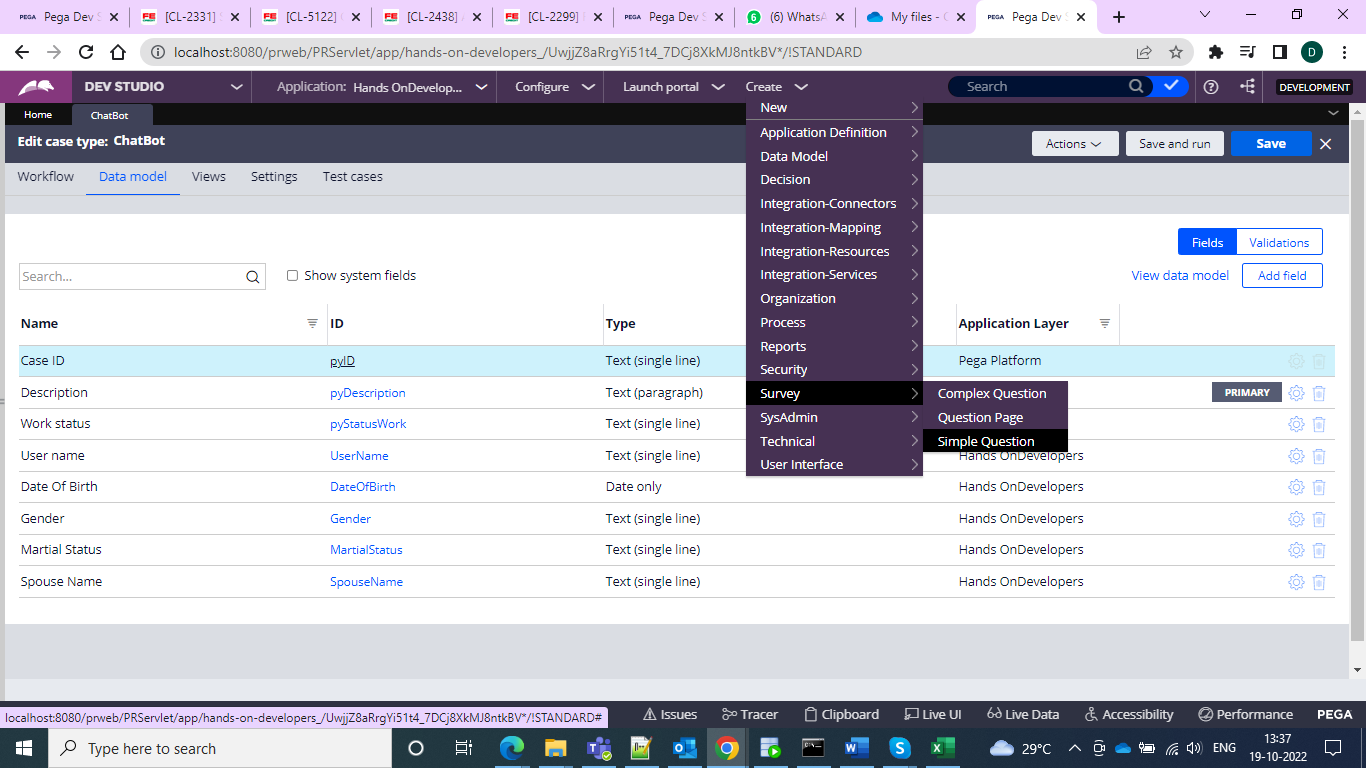 Pega Dev S
[CL-2331] S
[CL-5122] C
[CL-2438] A
[CL-2299] D
Pega Dev S
(6) WhatsA
My files - O
Pega Dev S
localhost:8080/prweb/PRServlet/app/hands-on-developers_/UwjjZ8aRrgYi51t4_7DCj8XkMJ8ntkBV*/!STANDARD
D
DEV STUDIO
Application: Hands OnDevelop...
Configure
Launch portal
Create
Search
DEVELOPMENT
Home
ChatBot
Edit case type: ChatBot
Actions
Save and run
Save
Workflow
Data model
Views
Settings
Test cases
New
Application Definition
Data Model
Decision
Integration-Connectors
Integration-Mapping
Integration-Resources
Integration-Services
Organization
Process
Reports
Security
Survey
SysAdmin
Technical
User Interface
Complex Question
Question Page
Simple Question
Fields
Validations
Search...
Show system fields
View data model
Add field
Name ID Type Application Layer
Case ID pyID Text (single line) Pega Platform
Description pyDescription Text (paragraph) PRIMARY
Work status pyStatusWork Text (single line)
User name UserName Text (single line) Hands OnDevelopers
Date Of Birth DateOfBirth Date only Hands OnDevelopers
Gender Gender Text (single line) Hands OnDevelopers
Martial Status MartialStatus Text (single line) Hands OnDevelopers
Spouse Name SpouseName Text (single line) Hands OnDevelopers
localhost:8080/prweb/PRServlet/app/hands-on-developers_/UwjjZ8aRrgYi51t4_7DCj8XkMJ8ntkBV*/!STANDARD#
Issues
Tracer
Clipboard
Live UI
Live Data
Accessibility
Performance
PEGA
Type here to search
29°C
ENG
13:37
19-10-2022